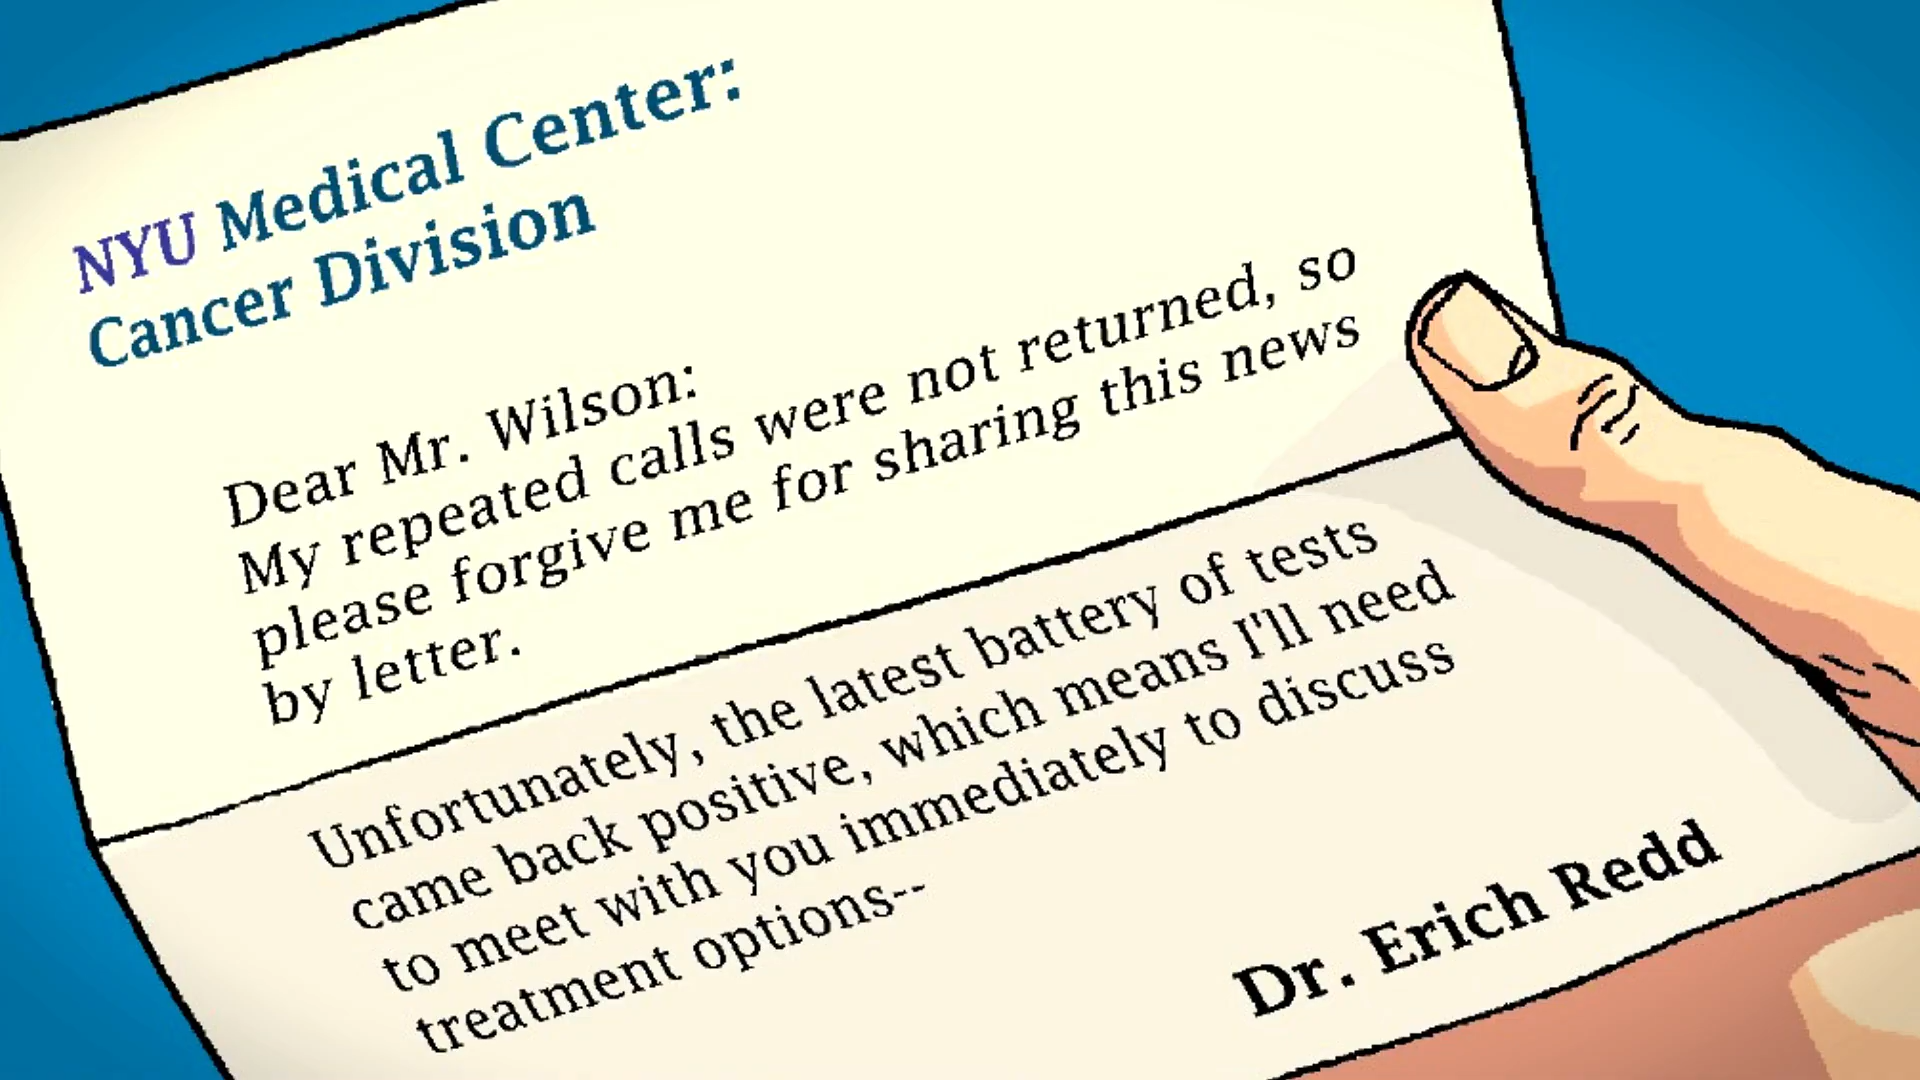 NYU Medical Center:
Cancer Division
Dear Mr. Wilson:
My repeated calls were not returned, so
please forgive me for sharing this news
by letter.
Unfortunately, the latest battery of tests
came back positive, which means I'll need
to meet with you immediately to discuss
treatment options--
Dr. Erich Redd